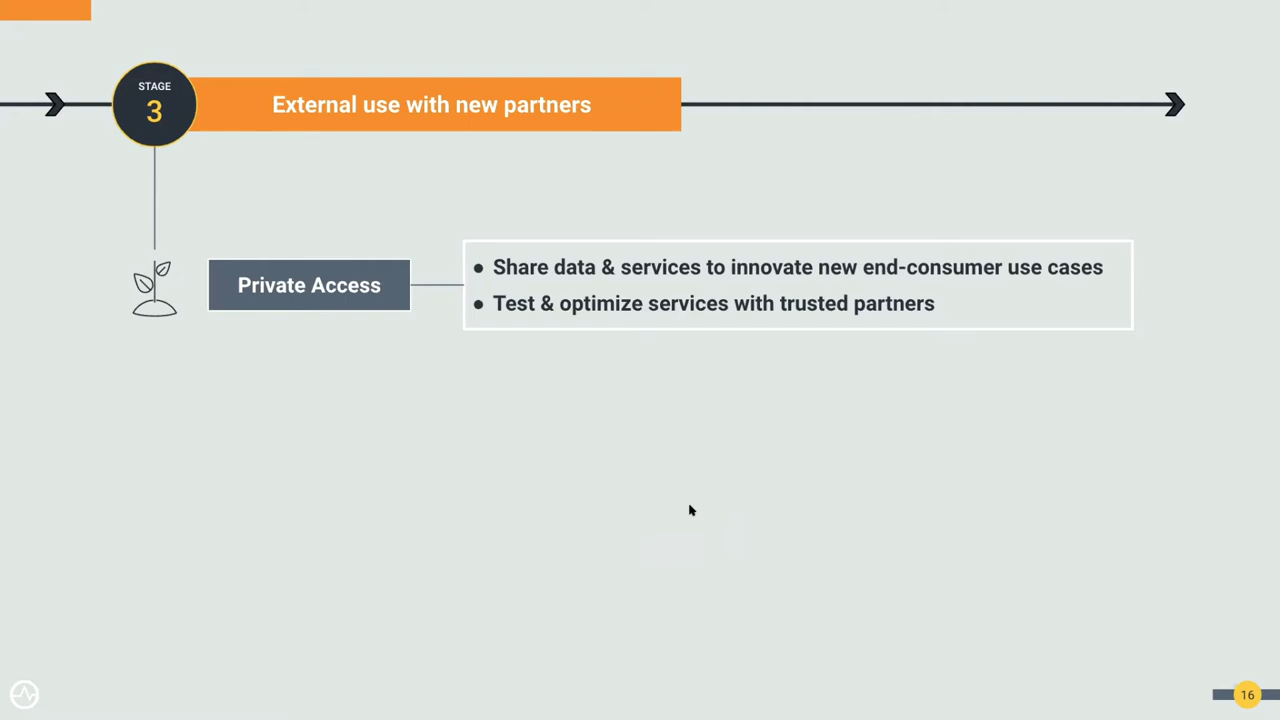 STAGE
3
External use with new partners
Private Access
● Share data & services to innovate new end-consumer use cases
● Test & optimize services with trusted partners
16